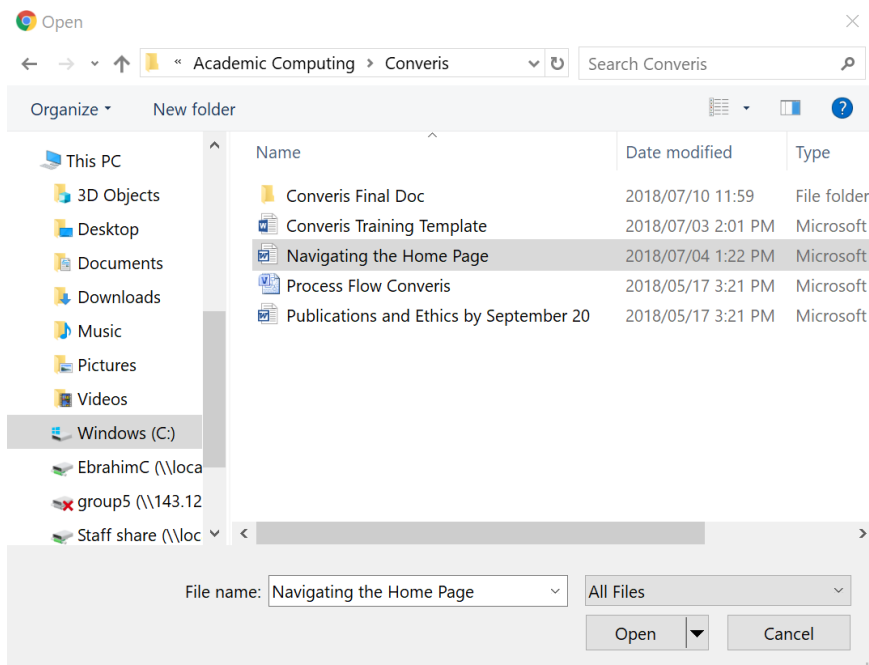 Open
« Academic Computing › Converis
Search Converis
Organize
New folder
Name
Date modified
Type
This PC
3D Objects
Desktop
Documents
Downloads
Music
Pictures
Videos
Windows (C:)
EbrahimC (\\loca
group5 (\\143.12
Staff share (\\loc
Converis Final Doc 2018/07/10 11:59 File folder
Converis Training Template 2018/07/03 2:01 PM Microsoft
Navigating the Home Page 2018/07/04 1:22 PM Microsoft
Process Flow Converis 2018/05/17 3:21 PM Microsoft
Publications and Ethics by September 20 2018/05/17 3:21 PM Microsoft
File name: Navigating the Home Page
All Files
Open
Cancel